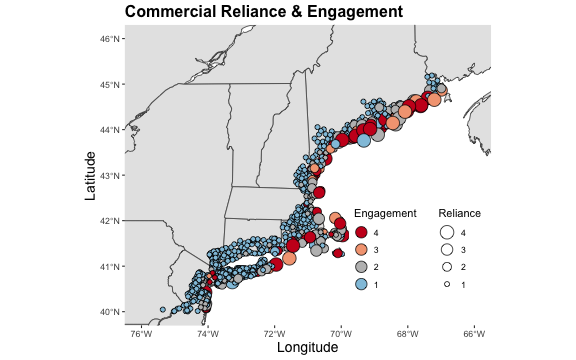 Commercial Reliance & Engagement
46°N
45°N
44°N
43°N
42°N
41°N
40°N
Latitude
Engagement
4
3
2
1
Reliance
4
3
2
1
76°W
74°W
72°W
70°W
68°W
66°W
Longitude